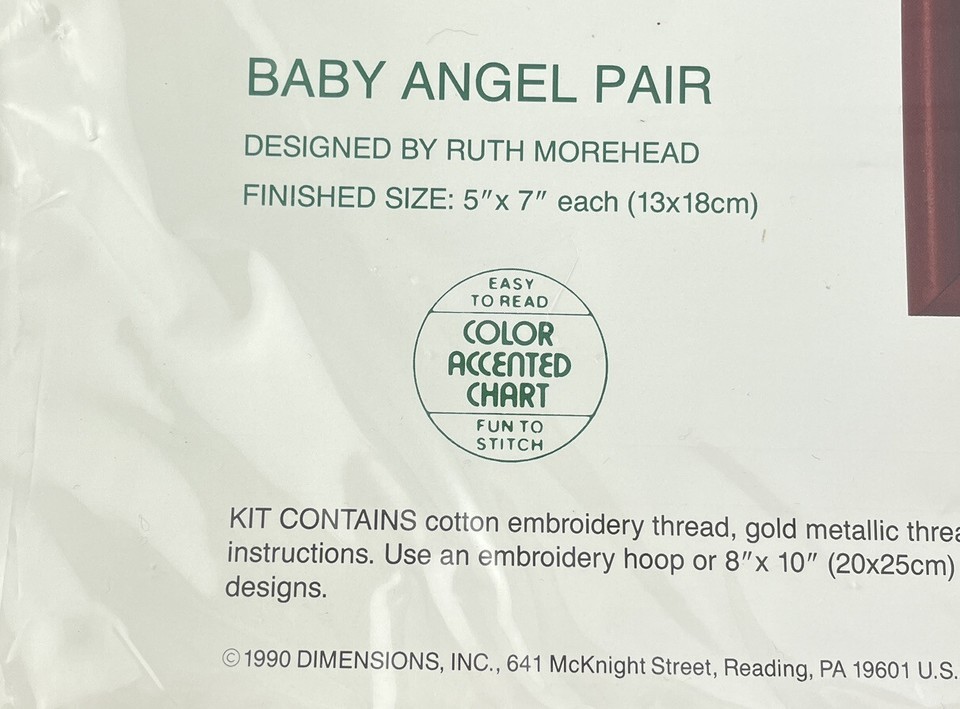 BABY ANGEL PAIR
DESIGNED BY RUTH MOREHEAD
FINISHED SIZE: 5"x 7" each (13x18cm)
EASY
TO READ
COLOR
ACCENTED
CHART
FUN TO
STITCH
KIT CONTAINS cotton embroidery thread, gold metallic threa
instructions. Use an embroidery hoop or 8"x 10" (20x25cm)
designs.
©1990 DIMENSIONS, INC., 641 McKnight Street, Reading, PA 19601 U.S.